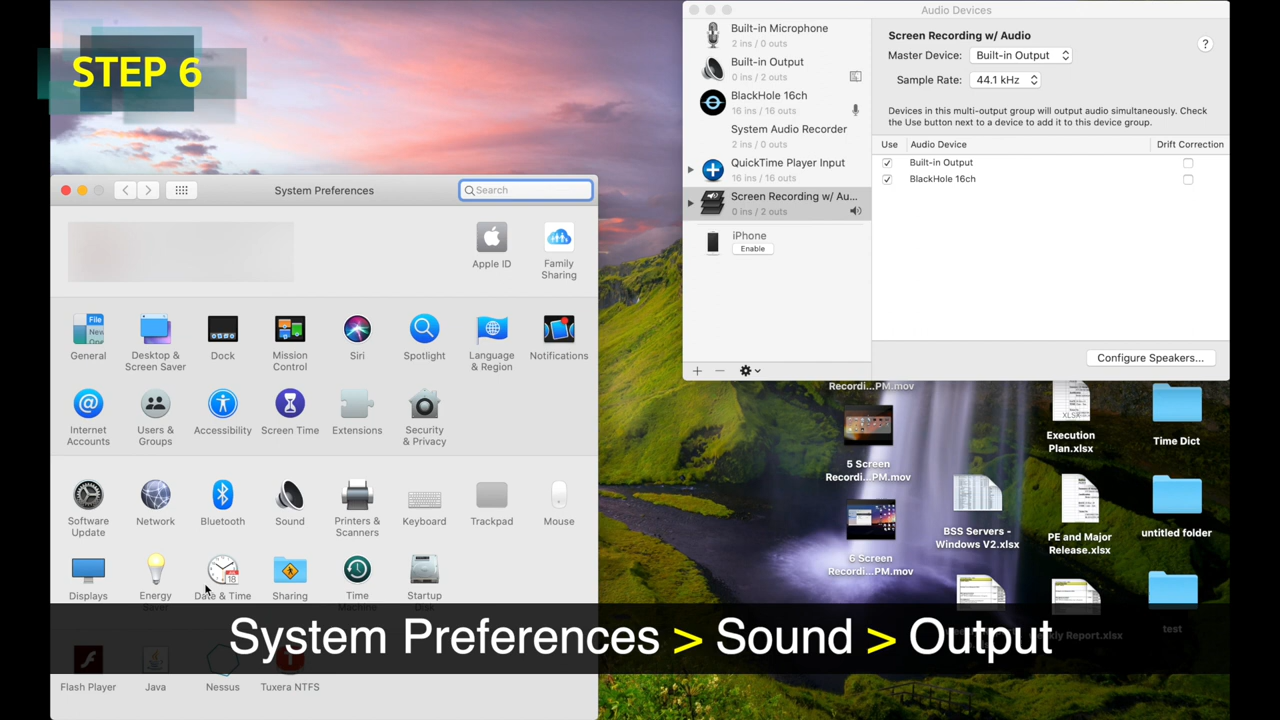 STEP 6
Audio Devices
Built-in Microphone
2 ins / 0 outs
Built-in Output
0 ins / 2 outs
BlackHole 16ch
16 ins / 16 outs
System Audio Recorder
2 ins / 0 outs
QuickTime Player Input
16 ins / 16 outs
Screen Recording w/ Au...
0 ins / 2 outs
iPhone
Enable
Screen Recording w/ Audio
?
Master Device: Built-in Output
Sample Rate: 44.1 kHz
Devices in this multi-output group will output audio simultaneously. Check
the Use button next to a device to add it to this device group.
Use Audio Device Drift Correction
Built-in Output
BlackHole 16ch
Configure Speakers...
System Preferences
Search
Apple ID
Family
Sharing
General
Desktop &
Screen Saver
Dock
Mission
Control
Siri
Spotlight
Language
& Region
Notifications
Internet
Accounts
Users &
Groups
Accessibility
Screen Time
Extensions
Security
& Privacy
Software
Update
Network
Bluetooth
Sound
Printers &
Scanners
Keyboard
Trackpad
Mouse
Displays
Energy
Saver
Date & Time
Sharing
Time
Startup
Disk
Flash Player
Java
Nessus
Tuxera NTFS
Recordi...PM.mov
5 Screen
Recordi...PM.mov
6 Screen
Recordi...PM.mov
Execution
Plan.xlsx
Time Dict
BSS Servers -
Windows V2.xlsx
PE and Major
Release.xlsx
untitled folder
Report.xlsx
test
System Preferences > Sound > Output